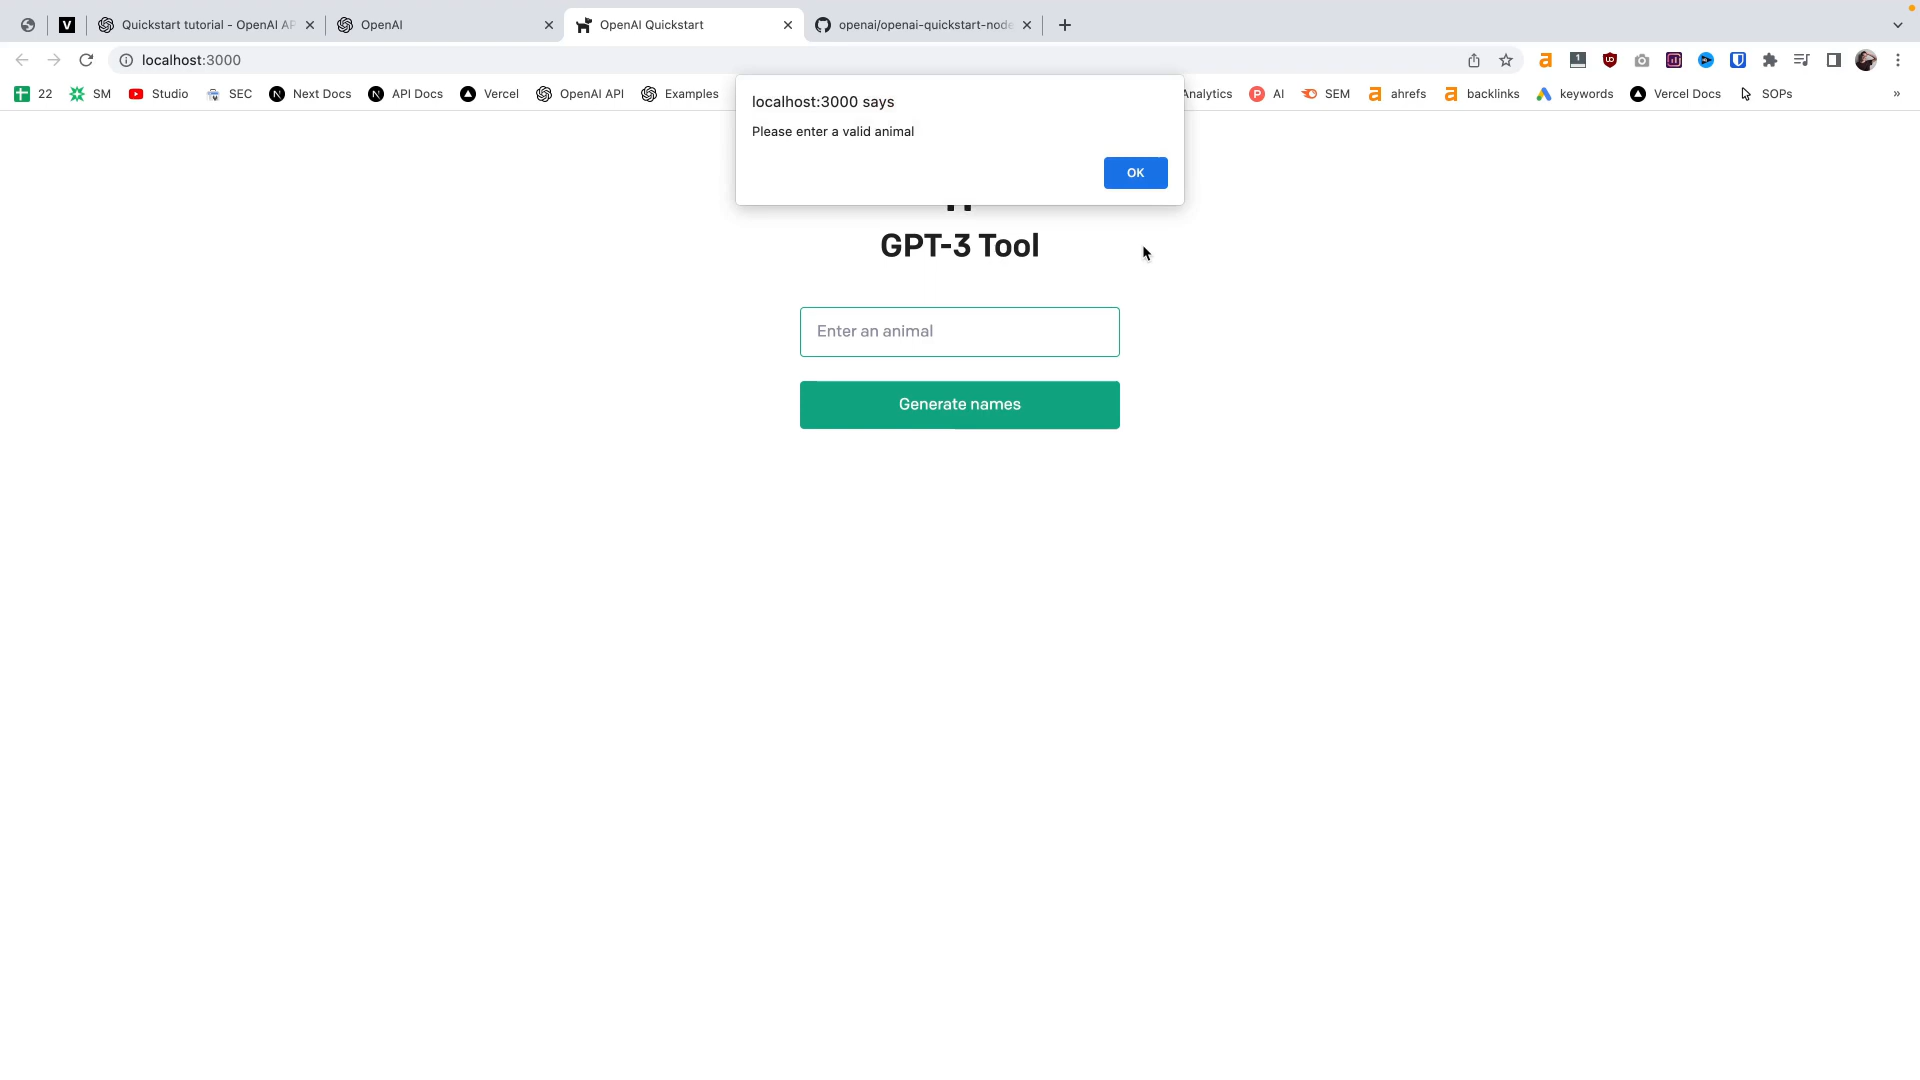 Quickstart tutorial - OpenAI AP
OpenAI
OpenAI Quickstart
openai/openai-quickstart-node
localhost:3000
22 SM Studio SEC Next Docs API Docs Vercel OpenAI API Examples Analytics AI SEM ahrefs backlinks keywords Vercel Docs SOPs »
localhost:3000 says
Please enter a valid animal
OK
GPT-3 Tool
Enter an animal
Generate names